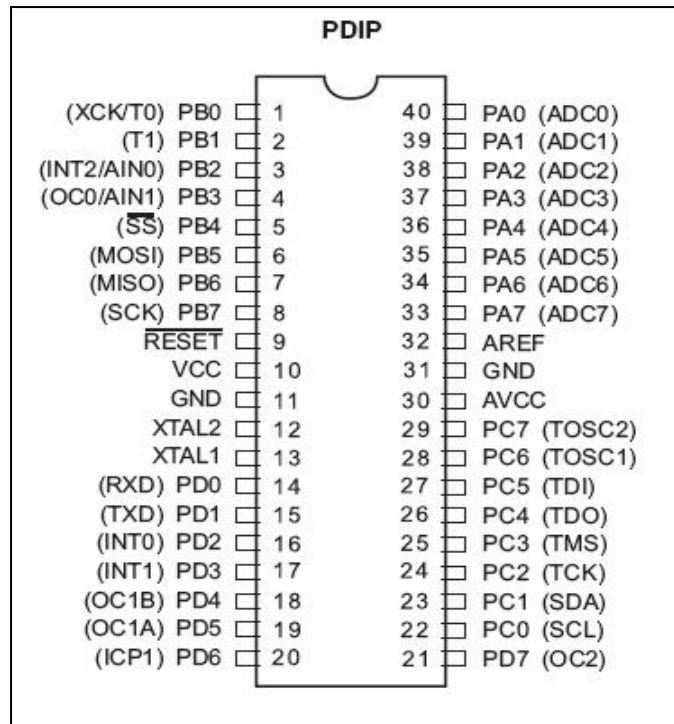 PDIP
(XCK/T0) PB0 1 40 PA0 (ADC0)
(T1) PB1 2 39 PA1 (ADC1)
(INT2/AIN0) PB2 3 38 PA2 (ADC2)
(OC0/AIN1) PB3 4 37 PA3 (ADC3)
(SS) PB4 5 36 PA4 (ADC4)
(MOSI) PB5 6 35 PA5 (ADC5)
(MISO) PB6 7 34 PA6 (ADC6)
(SCK) PB7 8 33 PA7 (ADC7)
RESET 9 32 AREF
VCC 10 31 GND
GND 11 30 AVCC
XTAL2 12 29 PC7 (TOSC2)
XTAL1 13 28 PC6 (TOSC1)
(RXD) PD0 14 27 PC5 (TDI)
(TXD) PD1 15 26 PC4 (TDO)
(INT0) PD2 16 25 PC3 (TMS)
(INT1) PD3 17 24 PC2 (TCK)
(OC1B) PD4 18 23 PC1 (SDA)
(OC1A) PD5 19 22 PC0 (SCL)
(ICP1) PD6 20 21 PD7 (OC2)